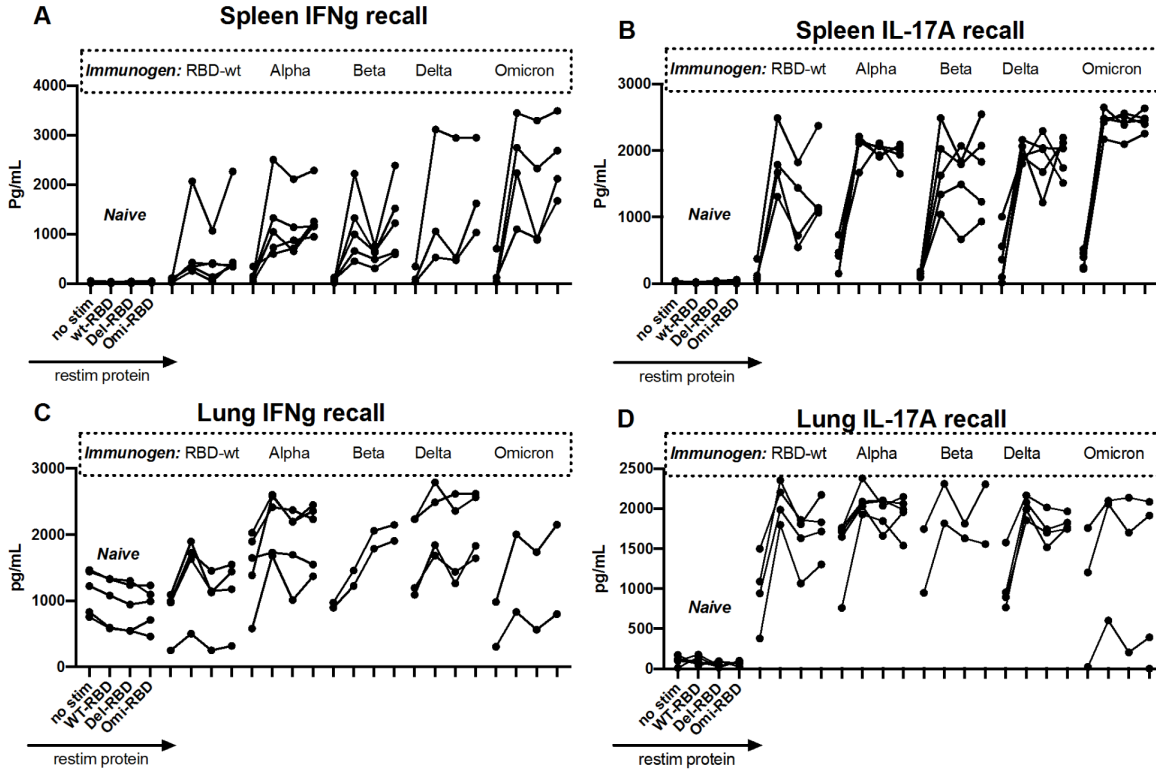 A
Spleen IFNg recall
Immunogen: RBD-wt Alpha Beta Delta Omicron
4000
3000
2000
1000
0
Pg/mL
Naive
no stim
wt-RBD
Del-RBD
Omi-RBD
restim protein
B
Spleen IL-17A recall
Immunogen: RBD-wt Alpha Beta Delta Omicron
3000
2000
1000
0
Pg/mL
Naive
no stim
wt-RBD
Del-RBD
Omi-RBD
restim protein
C
Lung IFNg recall
Immunogen: RBD-wt Alpha Beta Delta Omicron
3000
2000
1000
0
pg/mL
Naive
no stim
WT-RBD
Del-RBD
Omi-RBD
restim protein
D
Lung IL-17A recall
Immunogen: RBD-wt Alpha Beta Delta Omicron
2500
2000
1500
1000
500
0
pg/mL
Naive
no stim
WT-RBD
Del-RBD
Omi-RBD
restim protein